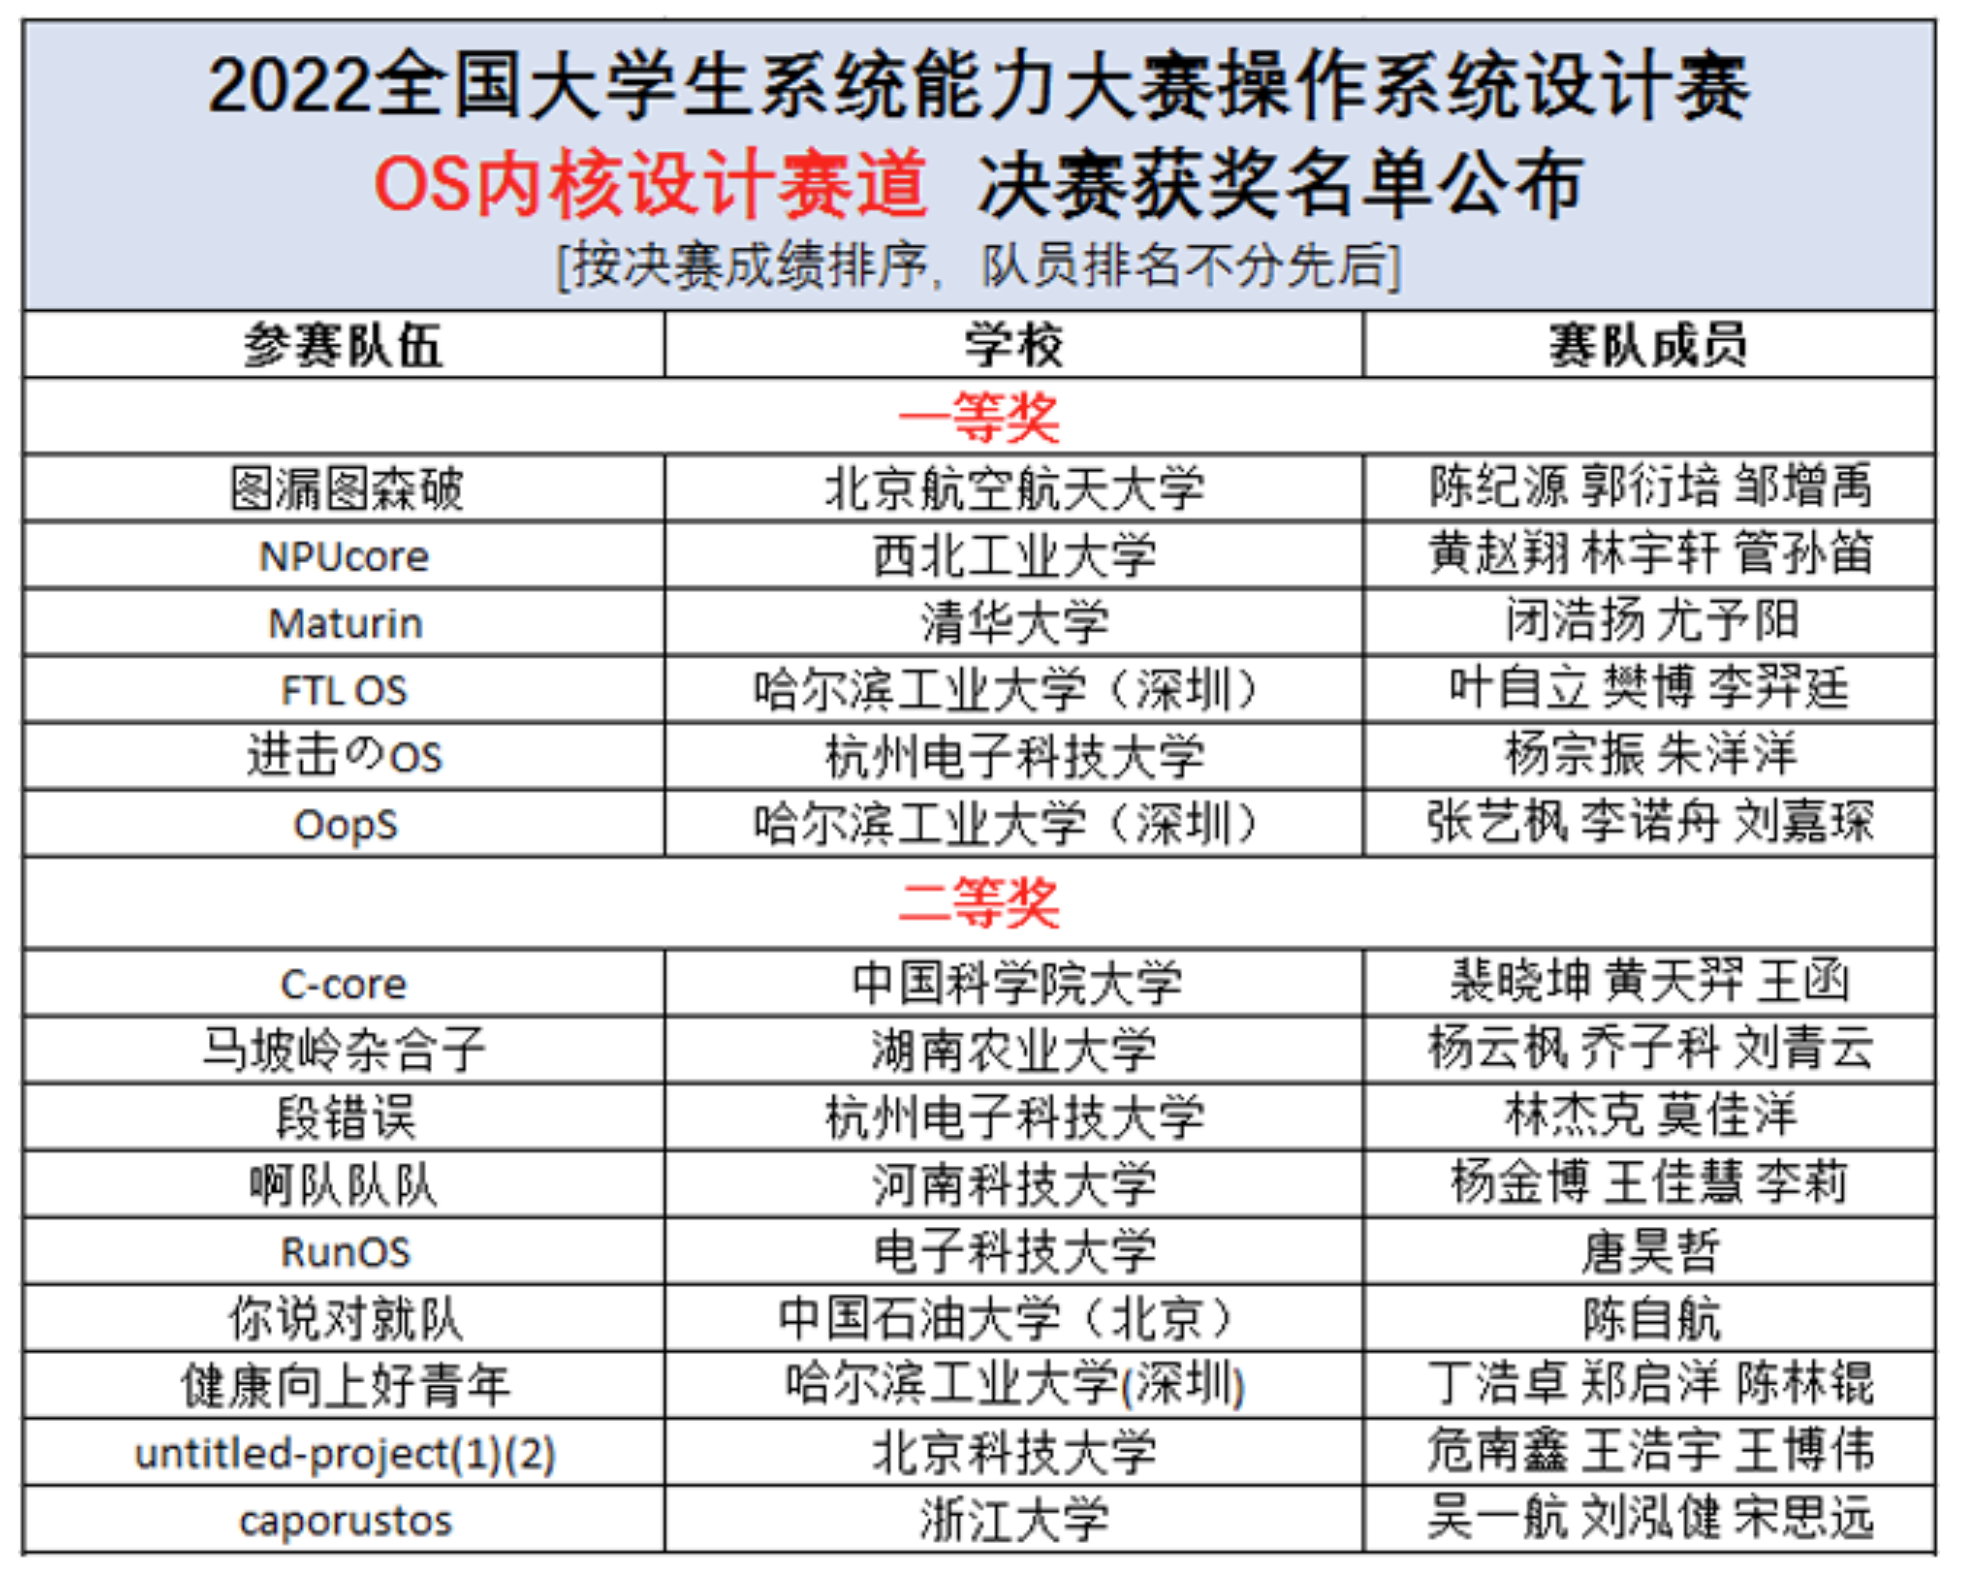 2022全国大学生系统能力大赛操作系统设计赛
OS内核设计赛道 决赛获奖名单公布
[按决赛成绩排序，队员排名不分先后]
参赛队伍 学校 赛队成员
一等奖
图漏图森破 北京航空航天大学 陈纪源 郭衍培 邹增禹
NPUcore 西北工业大学 黄赵翔 林宇轩 管孙笛
Maturin 清华大学 闭浩扬 尤予阳
FTL OS 哈尔滨工业大学（深圳） 叶自立 樊博 李羿廷
进击のOS 杭州电子科技大学 杨宗振 朱洋洋
OopS 哈尔滨工业大学（深圳） 张艺枫 李诺舟 刘嘉琛
二等奖
C-core 中国科学院大学 裴晓坤 黄天羿 王函
马坡岭杂合子 湖南农业大学 杨云枫 乔子科 刘青云
段错误 杭州电子科技大学 林杰克 莫佳洋
啊队队队 河南科技大学 杨金博 王佳慧 李莉
RunOS 电子科技大学 唐昊哲
你说对就队 中国石油大学（北京） 陈自航
健康向上好青年 哈尔滨工业大学(深圳) 丁浩卓 郑启洋 陈林锟
untitled-project(1)(2) 北京科技大学 危南鑫 王浩宇 王博伟
caporustos 浙江大学 吴一航 刘泓健 宋思远